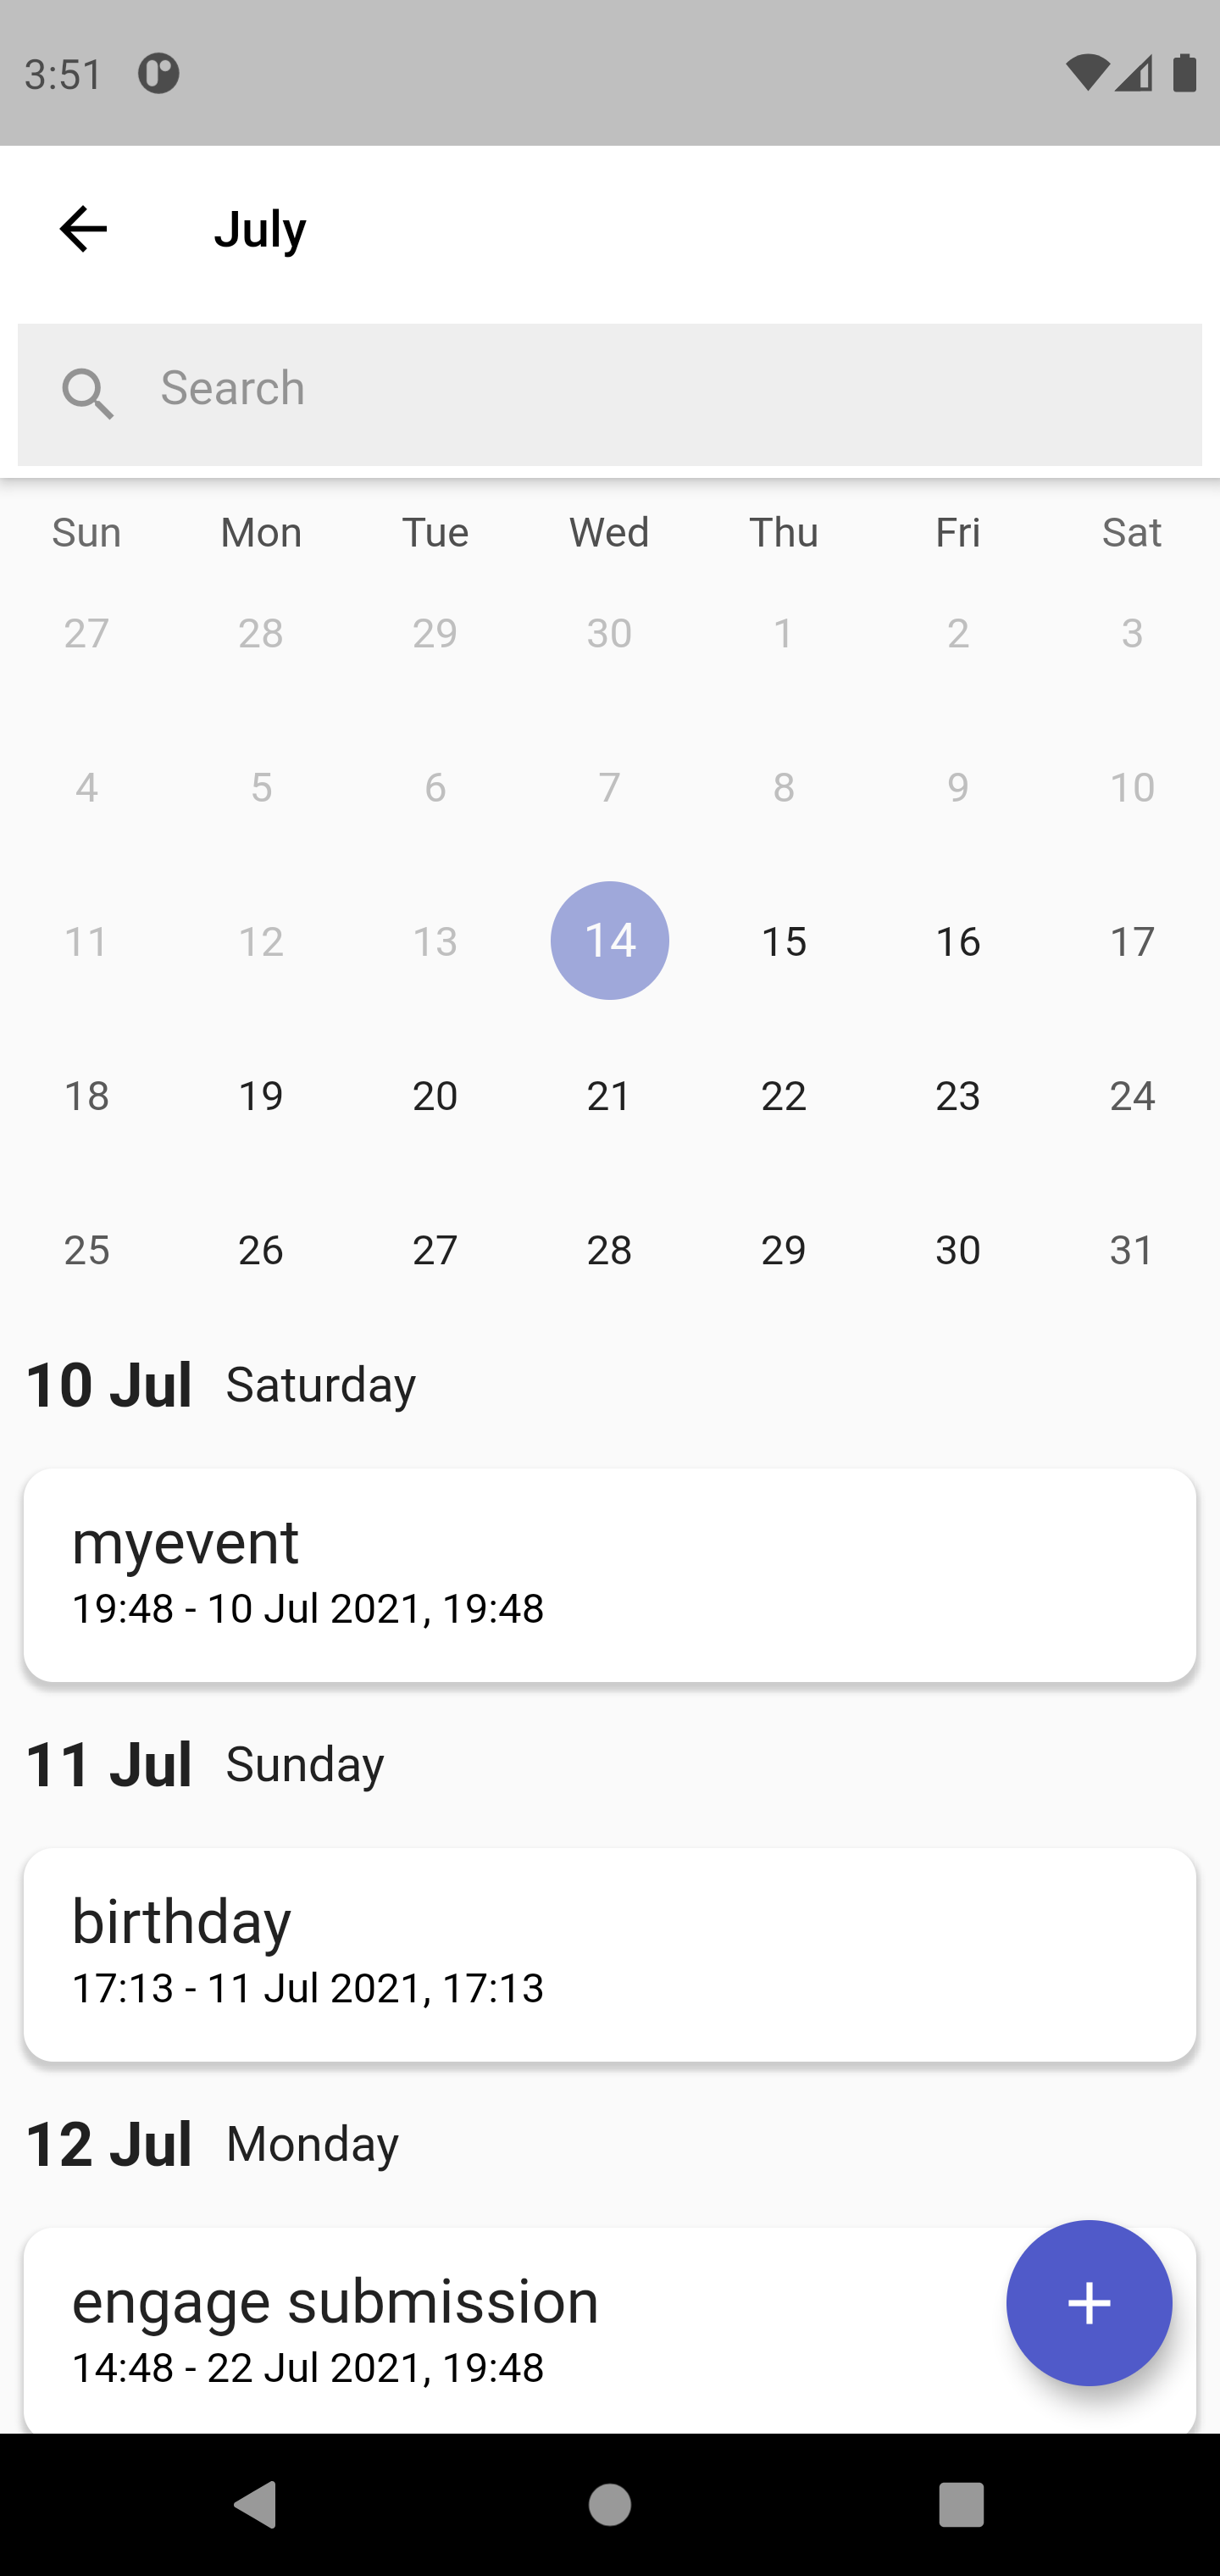 3:51
July
Search
Sun Mon Tue Wed Thu Fri Sat
27 28 29 30 1 2 3
4 5 6 7 8 9 10
11 12 13 14 15 16 17
18 19 20 21 22 23 24
25 26 27 28 29 30 31
10 Jul Saturday
myevent
19:48 - 10 Jul 2021, 19:48
11 Jul Sunday
birthday
17:13 - 11 Jul 2021, 17:13
12 Jul Monday
engage submission
14:48 - 22 Jul 2021, 19:48